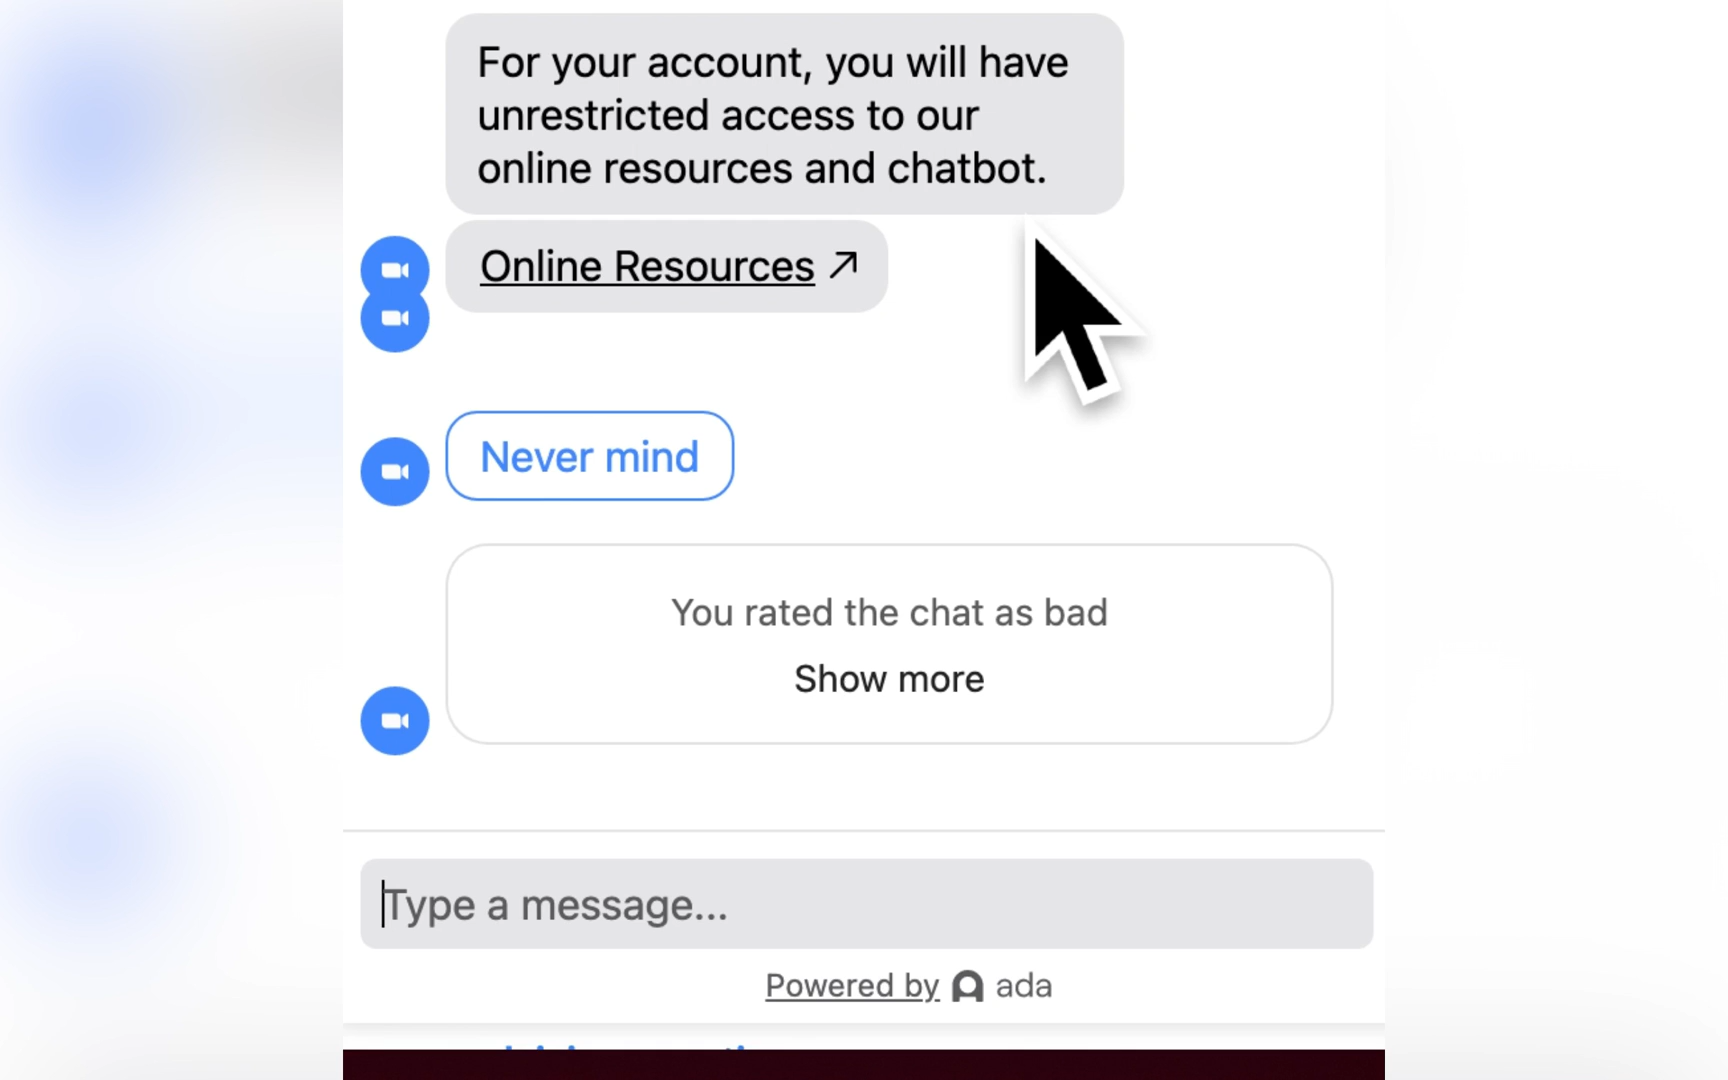 For your account, you will have
unrestricted access to our
online resources and chatbot.
Online Resources ↗
Never mind
You rated the chat as bad
Show more
Type a message...
Powered by ada